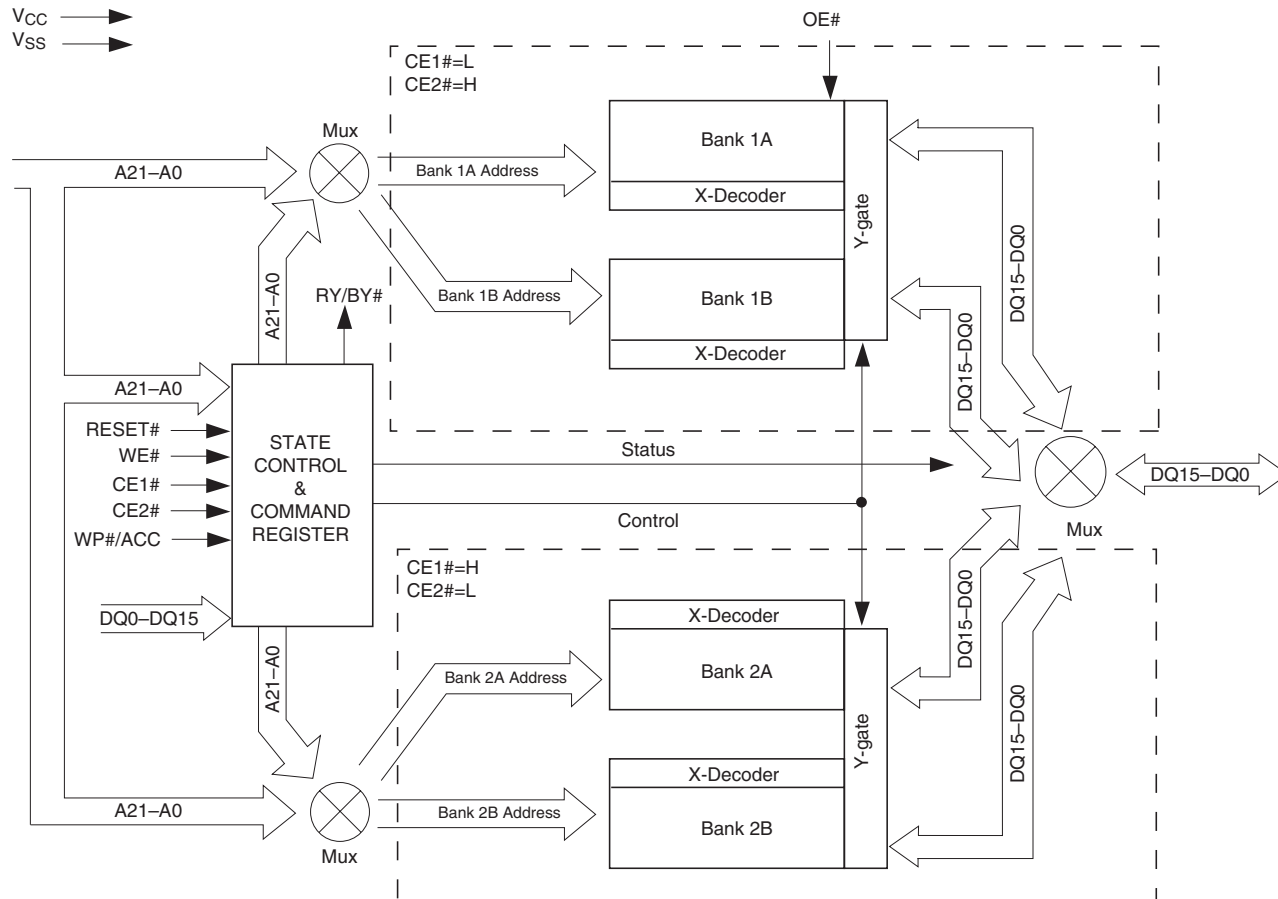 VCC
VSS
OE#
CE1#=L
CE2#=H
Mux
Bank 1A
A21–A0
Bank 1A Address
X-Decoder
Y-gate
DQ15–DQ0
A21–A0
RY/BY#
Bank 1B Address
Bank 1B
X-Decoder
DQ15–DQ0
A21–A0
RESET#
WE#
CE1#
CE2#
WP#/ACC
STATE
CONTROL
&
COMMAND
REGISTER
Status
Control
DQ15–DQ0
Mux
CE1#=H
CE2#=L
DQ0–DQ15
X-Decoder
DQ15–DQ0
A21–A0
Bank 2A Address
Bank 2A
Y-gate
DQ15–DQ0
X-Decoder
A21–A0
Bank 2B Address
Bank 2B
Mux